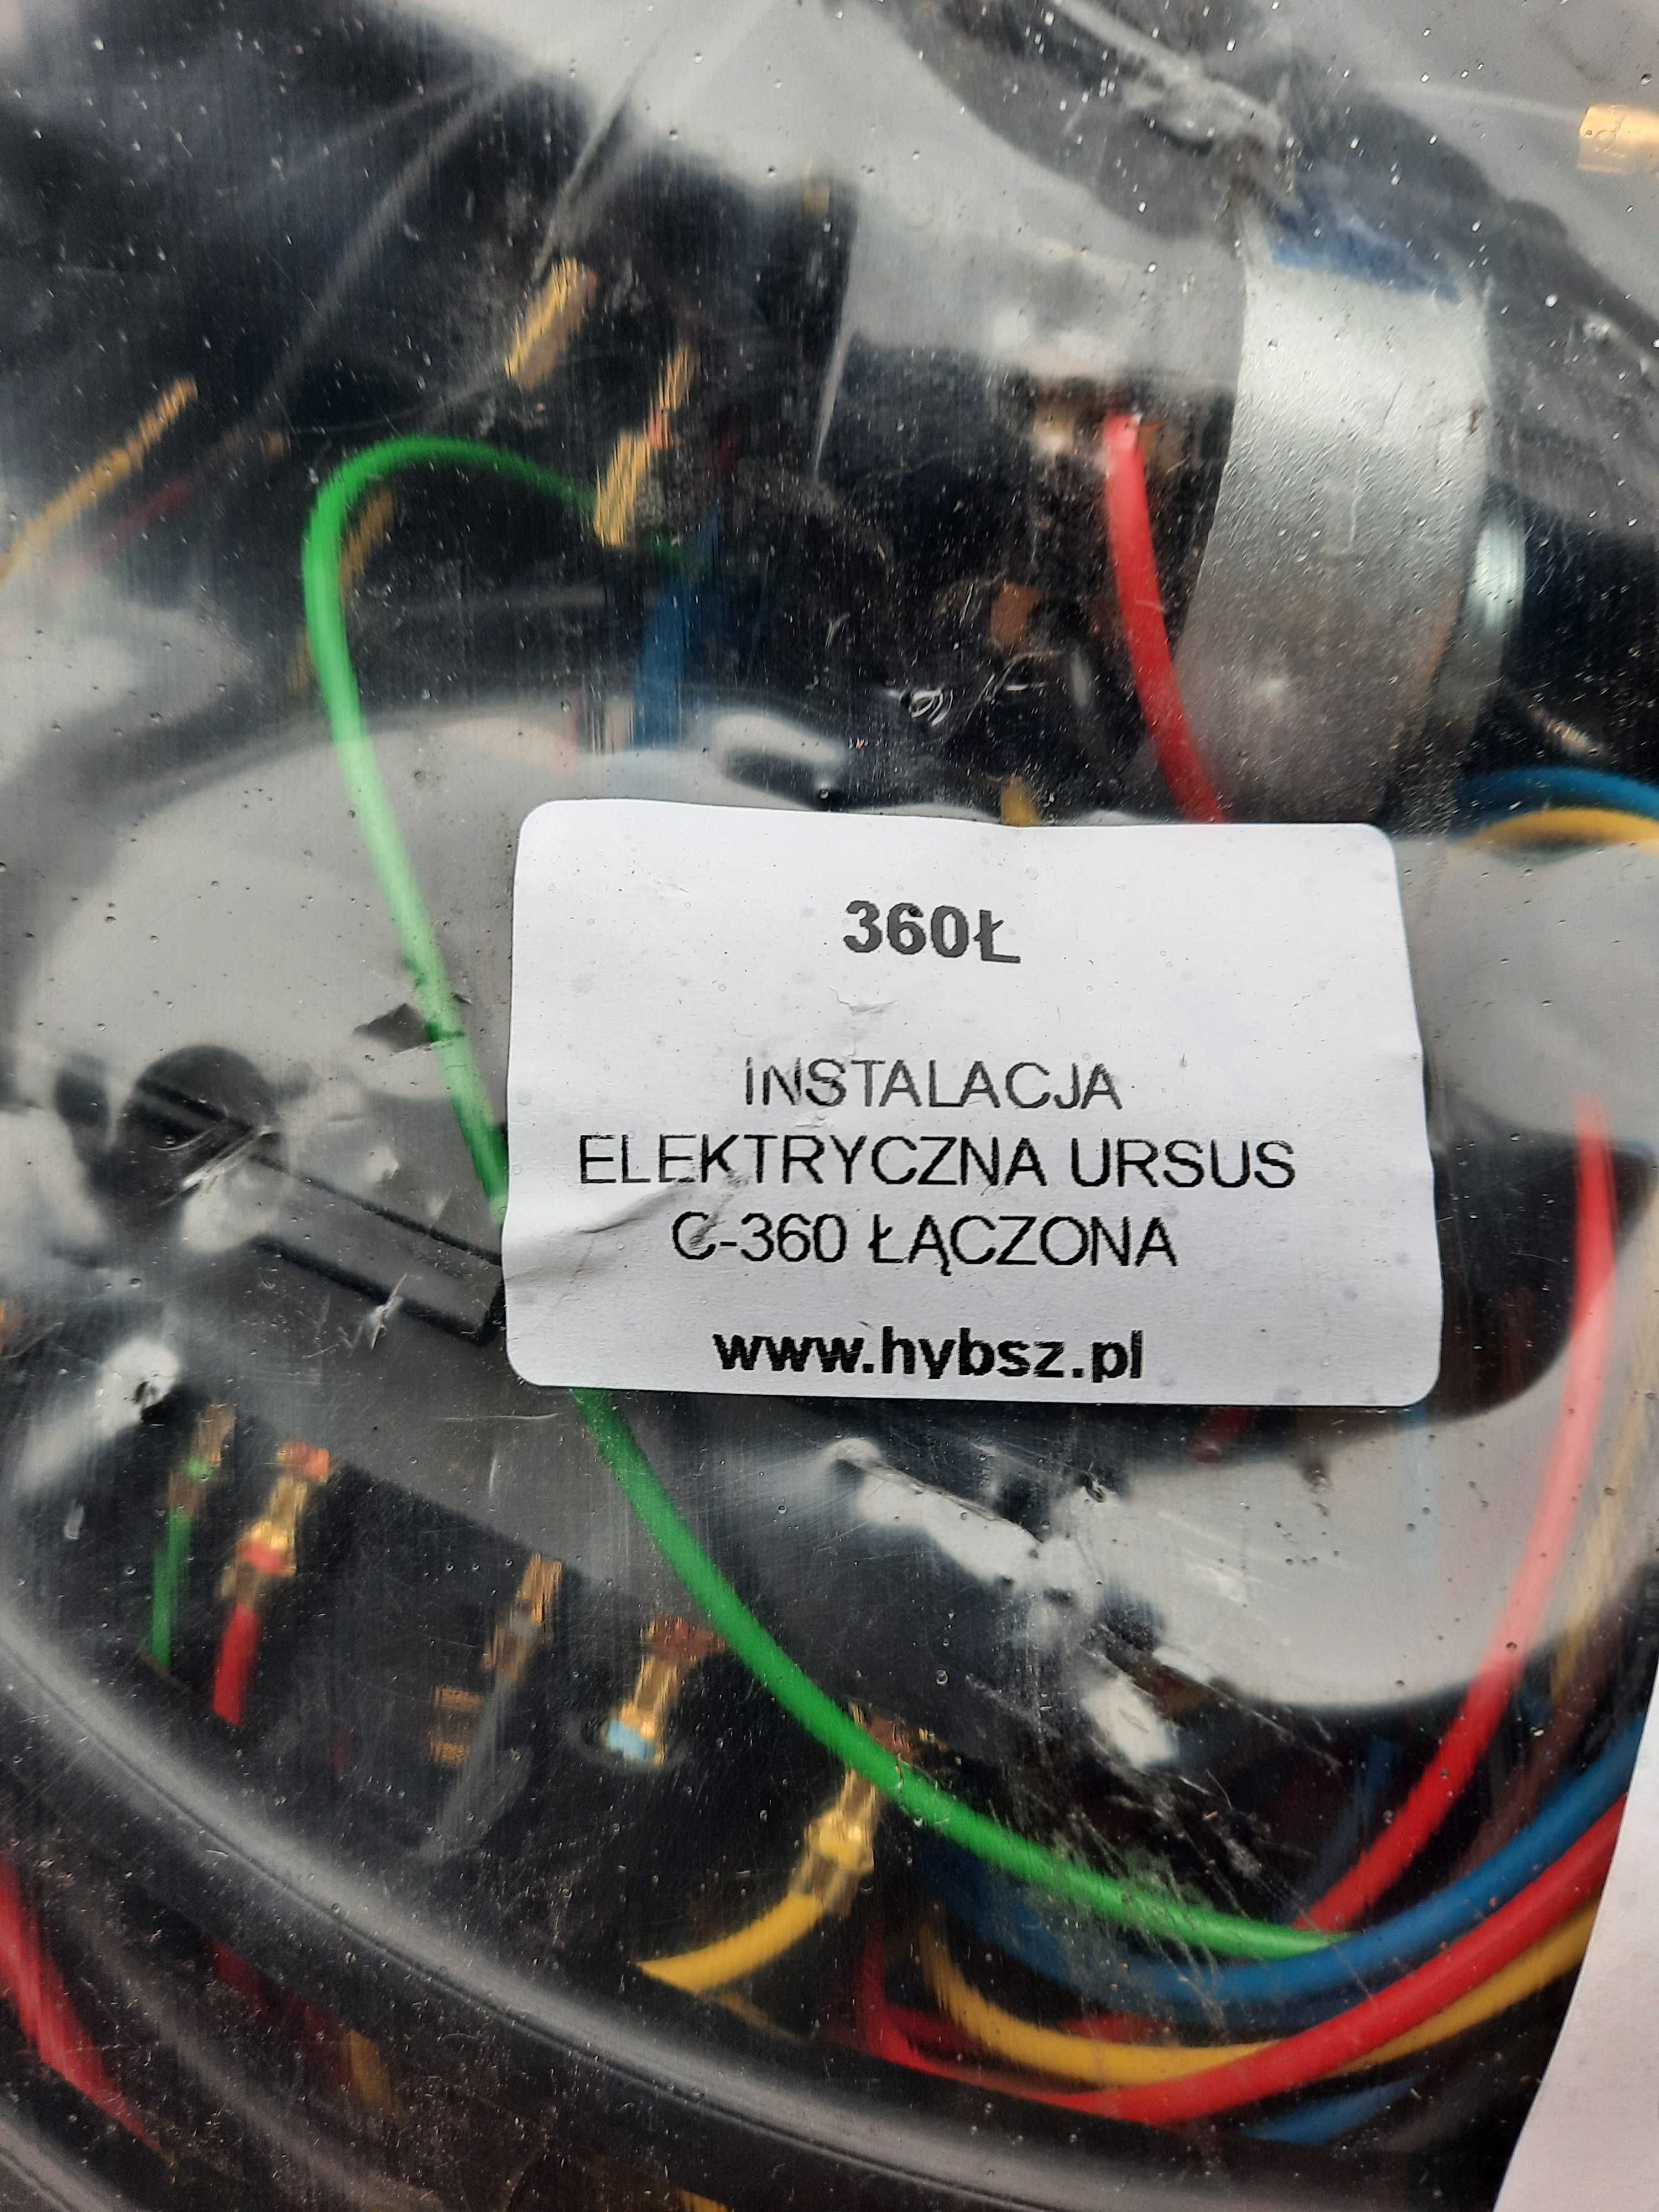 360Ł
INSTALACJA
ELEKTRYCZNA URSUS
C-360 ŁĄCZONA
www.hybsz.pl